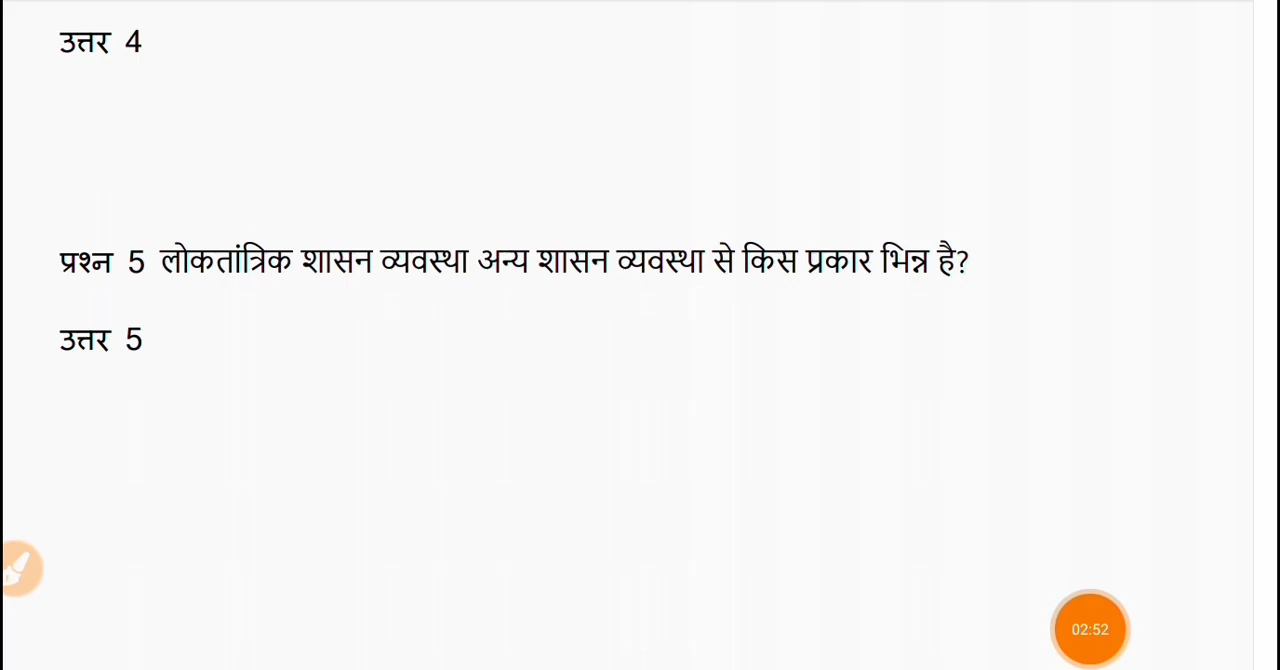 उत्तर 4
प्रश्न 5 लोकतांत्रिक शासन व्यवस्था अन्य शासन व्यवस्था से किस प्रकार भिन्न है?
उत्तर 5
02:52